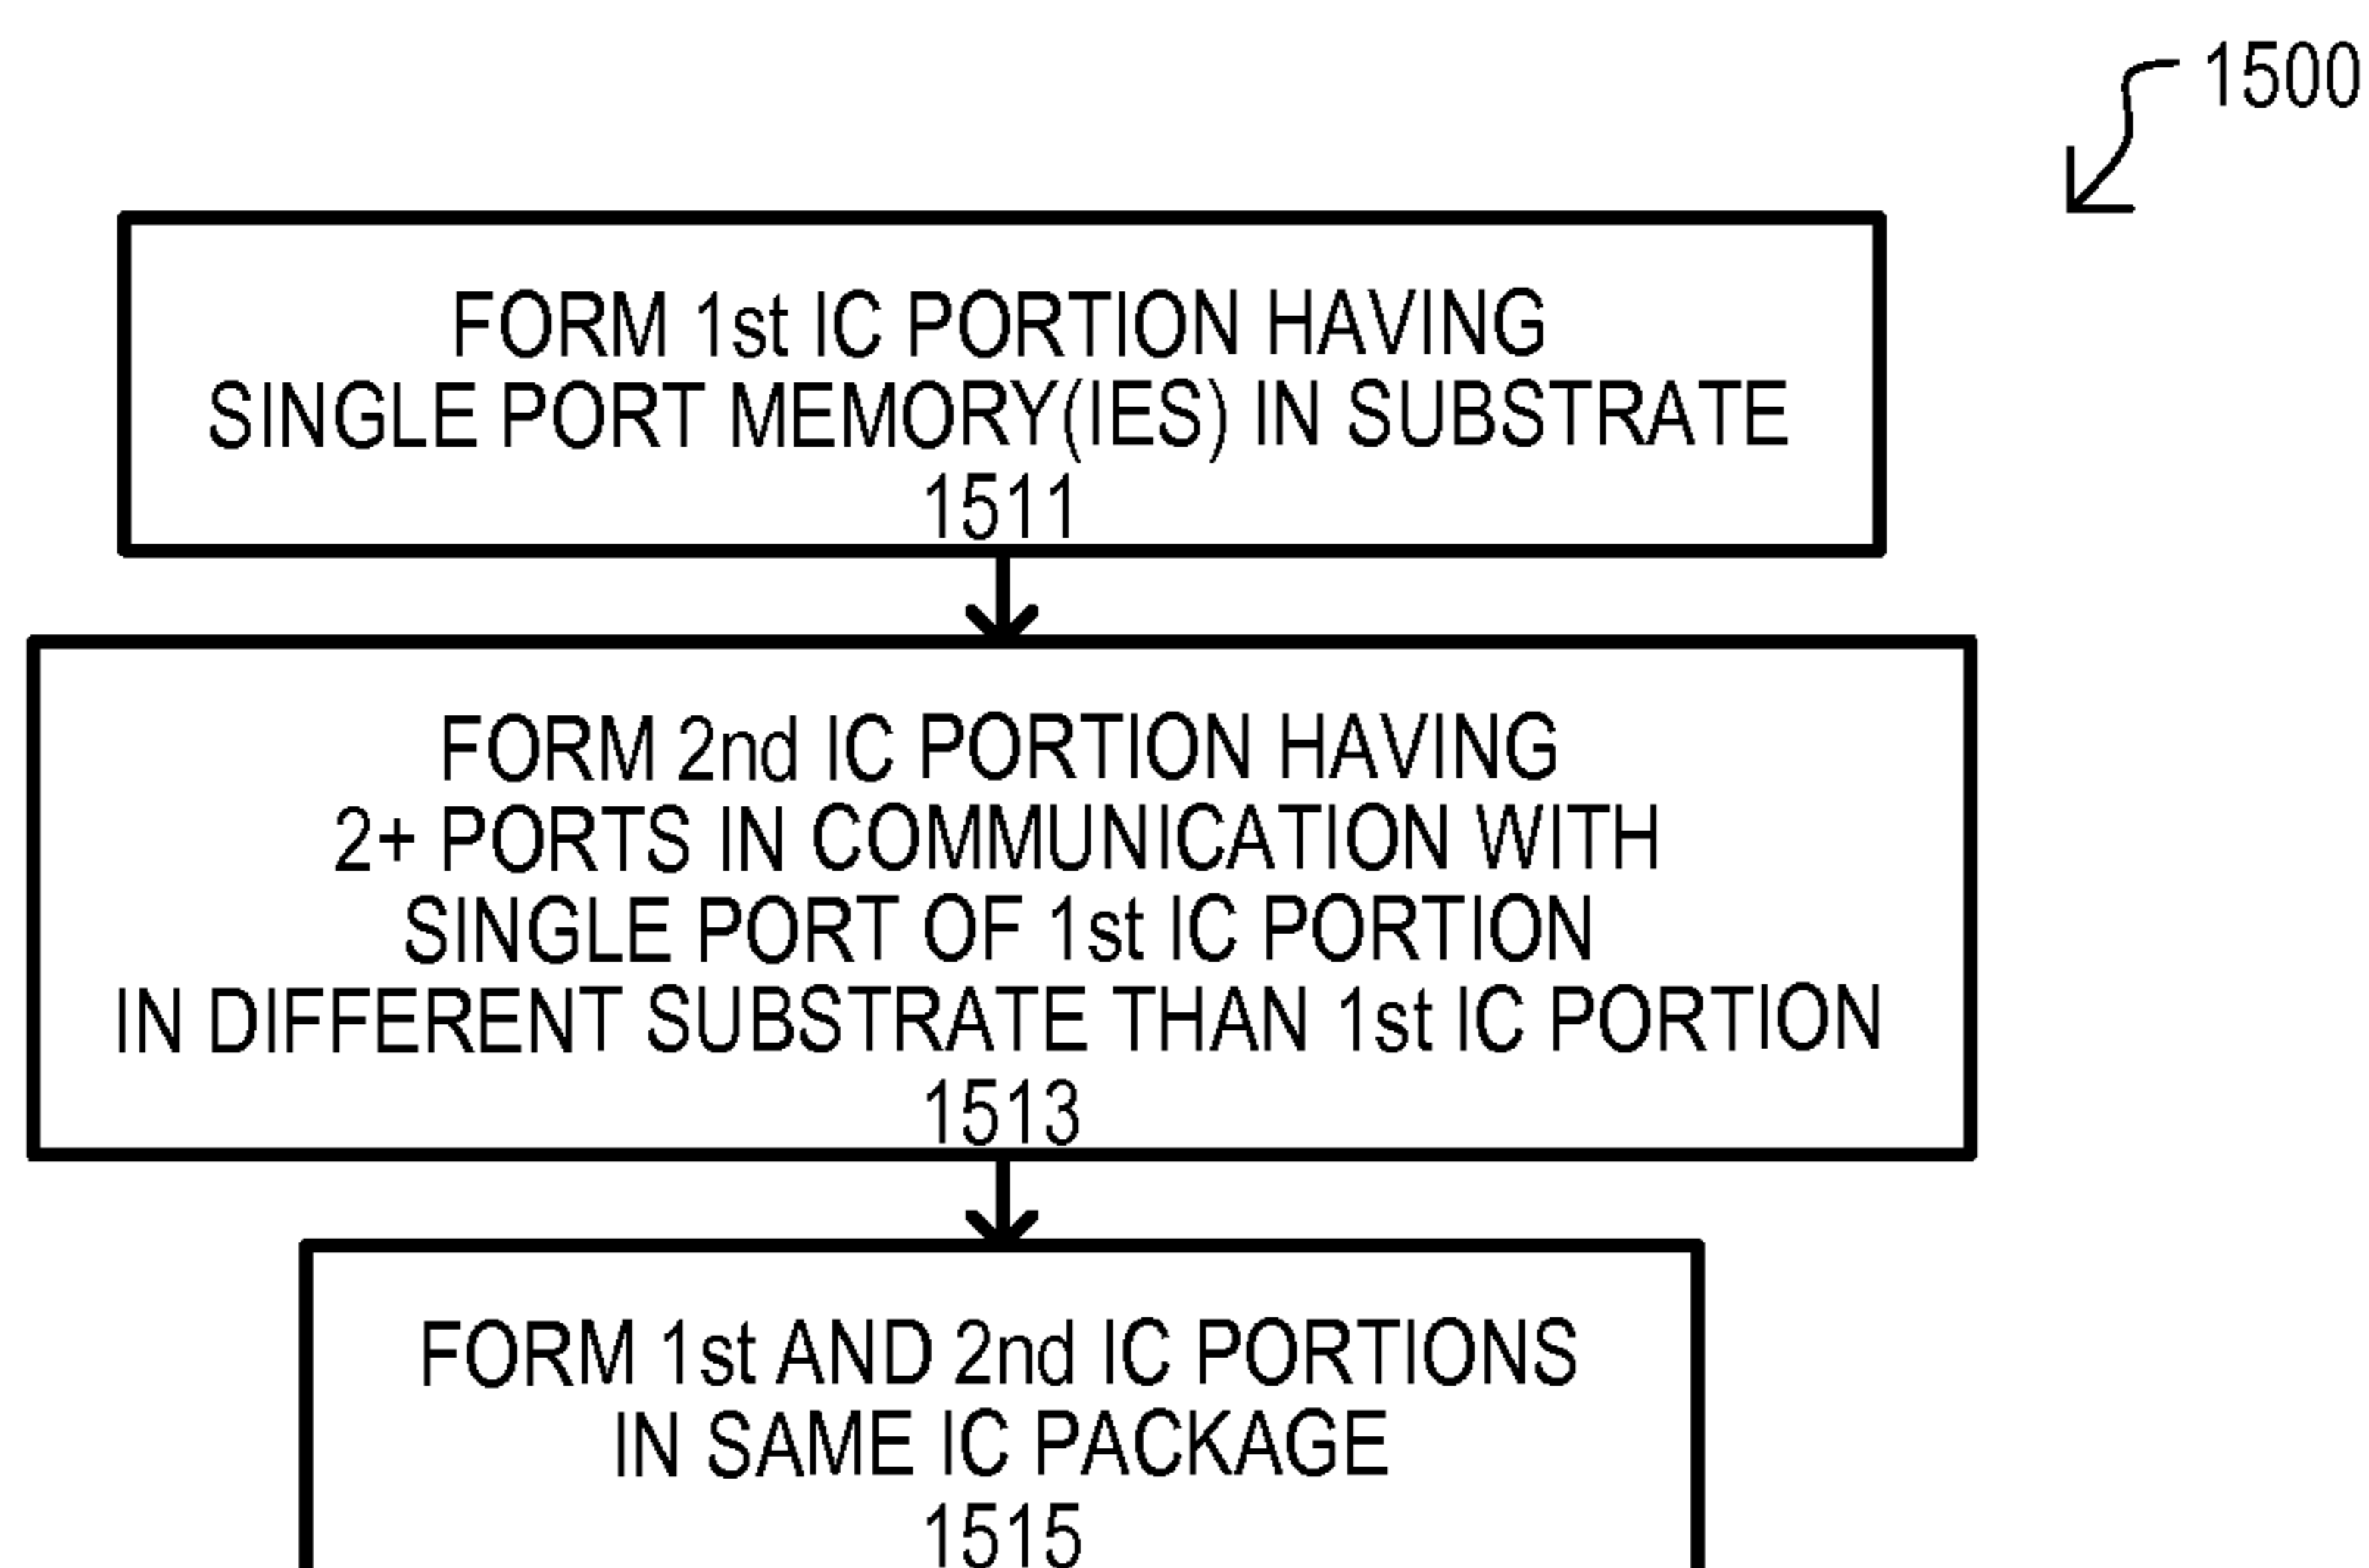 1500
FORM 1st IC PORTION HAVING
SINGLE PORT MEMORY(IES) IN SUBSTRATE
1511
FORM 2nd IC PORTION HAVING
2+ PORTS IN COMMUNICATION WITH
SINGLE PORT OF 1st IC PORTION
IN DIFFERENT SUBSTRATE THAN 1st IC PORTION
1513
FORM 1st AND 2nd IC PORTIONS
IN SAME IC PACKAGE
1515